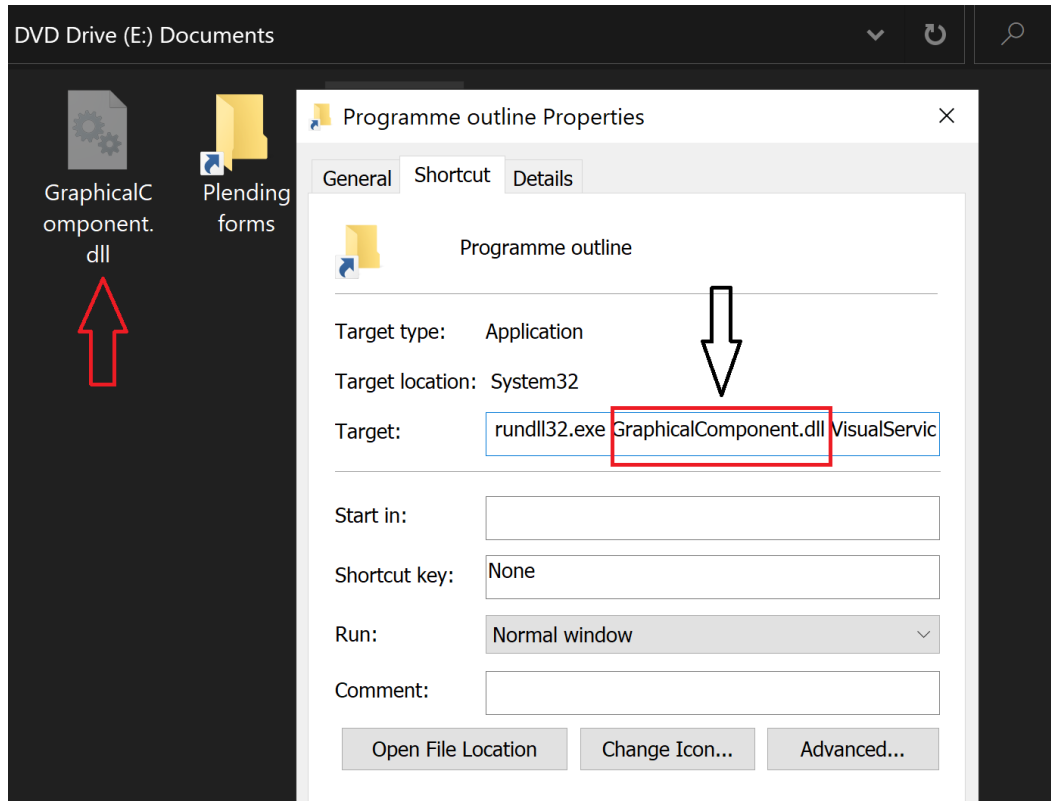 DVD Drive (E:) Documents
GraphicalC
omponent.
dll
Plending
forms
Programme outline Properties
General Shortcut Details
Programme outline
Target type: Application
Target location: System32
Target: rundll32.exe GraphicalComponent.dll VisualServic
Start in:
Shortcut key: None
Run: Normal window
Comment:
Open File Location Change Icon... Advanced...